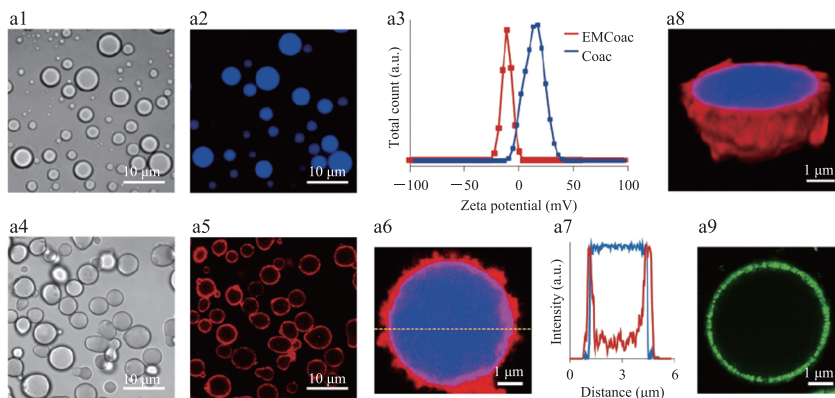 a1
a2
a3
a8
EMCoac
Coac
Total count (a.u.)
10 μm
10 μm
−100
−50
0
50
100
Zeta potential (mV)
1 μm
a4
a5
a6
a7
a9
Intensity (a.u.)
10 μm
10 μm
1 μm
0
3
6
Distance (μm)
1 μm